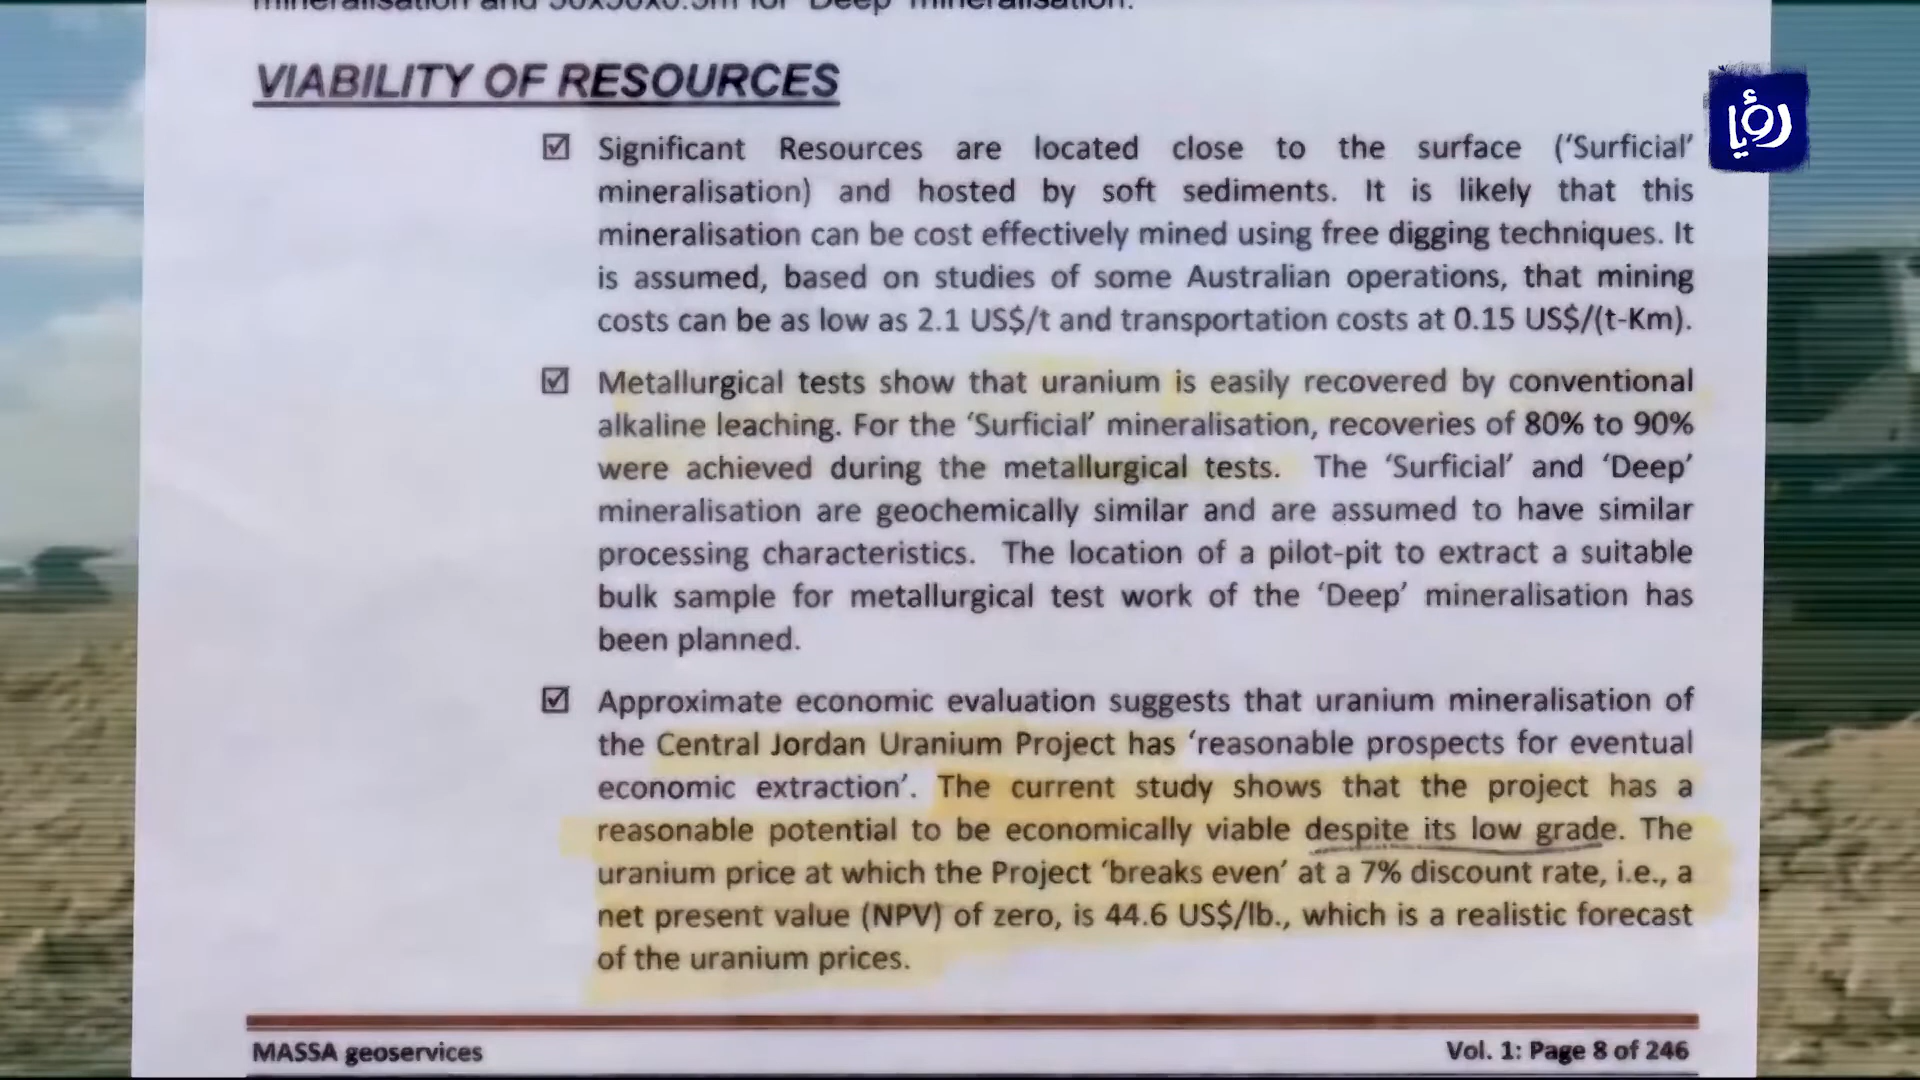 mineralisation and 50x50x0.5m for 'Deep' mineralisation.
VIABILITY OF RESOURCES
رؤيا
☑ Significant Resources are located close to the surface (‘Surficial’
mineralisation) and hosted by soft sediments. It is likely that this
mineralisation can be cost effectively mined using free digging techniques. It
is assumed, based on studies of some Australian operations, that mining
costs can be as low as 2.1 US$/t and transportation costs at 0.15 US$/(t-Km).
☑ Metallurgical tests show that uranium is easily recovered by conventional
alkaline leaching. For the ‘Surficial’ mineralisation, recoveries of 80% to 90%
were achieved during the metallurgical tests. The ‘Surficial’ and ‘Deep’
mineralisation are geochemically similar and are assumed to have similar
processing characteristics. The location of a pilot-pit to extract a suitable
bulk sample for metallurgical test work of the ‘Deep’ mineralisation has
been planned.
☑ Approximate economic evaluation suggests that uranium mineralisation of
the Central Jordan Uranium Project has ‘reasonable prospects for eventual
economic extraction’. The current study shows that the project has a
reasonable potential to be economically viable despite its low grade. The
uranium price at which the Project ‘breaks even’ at a 7% discount rate, i.e., a
net present value (NPV) of zero, is 44.6 US$/lb., which is a realistic forecast
of the uranium prices.
MASSA geoservices
Vol. 1: Page 8 of 246